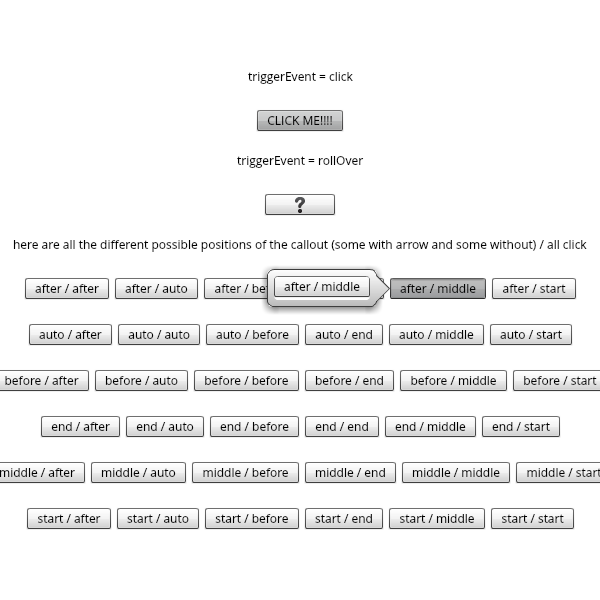 triggerEvent = click
CLICK ME!!!!
triggerEvent = rollOver
?
here are all the different possible positions of the callout (some with arrow and some without) / all click
after / after after / auto after / be after / middle after / middle after / start
auto / after auto / auto auto / before auto / end auto / middle auto / start
before / after before / auto before / before before / end before / middle before / start
end / after end / auto end / before end / end end / middle end / start
middle / after middle / auto middle / before middle / end middle / middle middle / start
start / after start / auto start / before start / end start / middle start / start